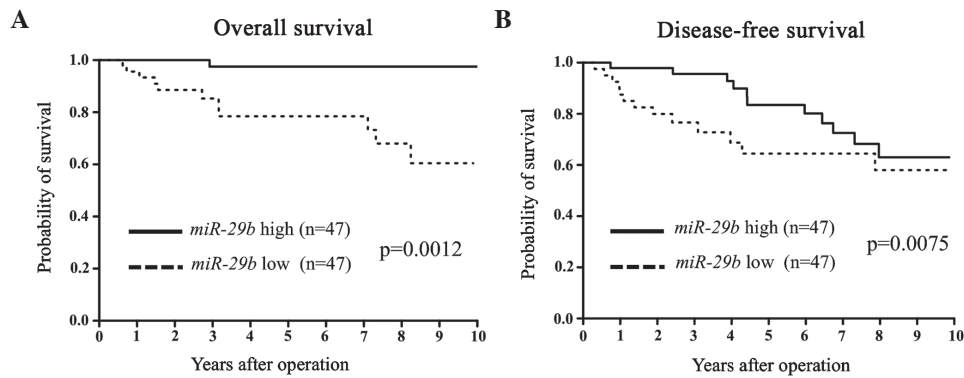 A
Overall survival
Probability of survival
1.0
0.8
0.6
0.4
0.2
0.0
miR-29b high (n=47)
miR-29b low (n=47)
p=0.0012
0 1 2 3 4 5 6 7 8 9 10
Years after operation
B
Disease-free survival
Probability of survival
1.0
0.8
0.6
0.4
0.2
0.0
miR-29b high (n=47)
miR-29b low (n=47)
p=0.0075
0 1 2 3 4 5 6 7 8 9 10
Years after operation